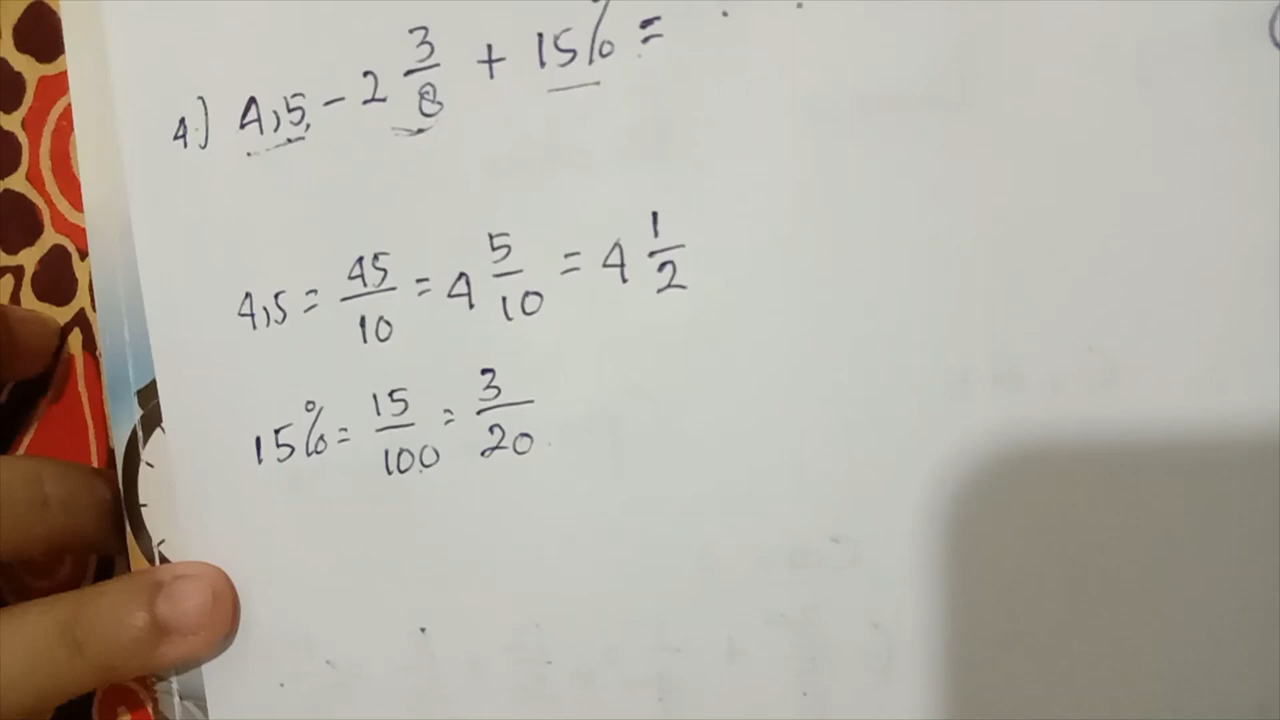 4.) 4,5 - 2 3/8 + 15% =
4,5 = 45/10 = 4 5/10 = 4 1/2
15% = 15/100 = 3/20